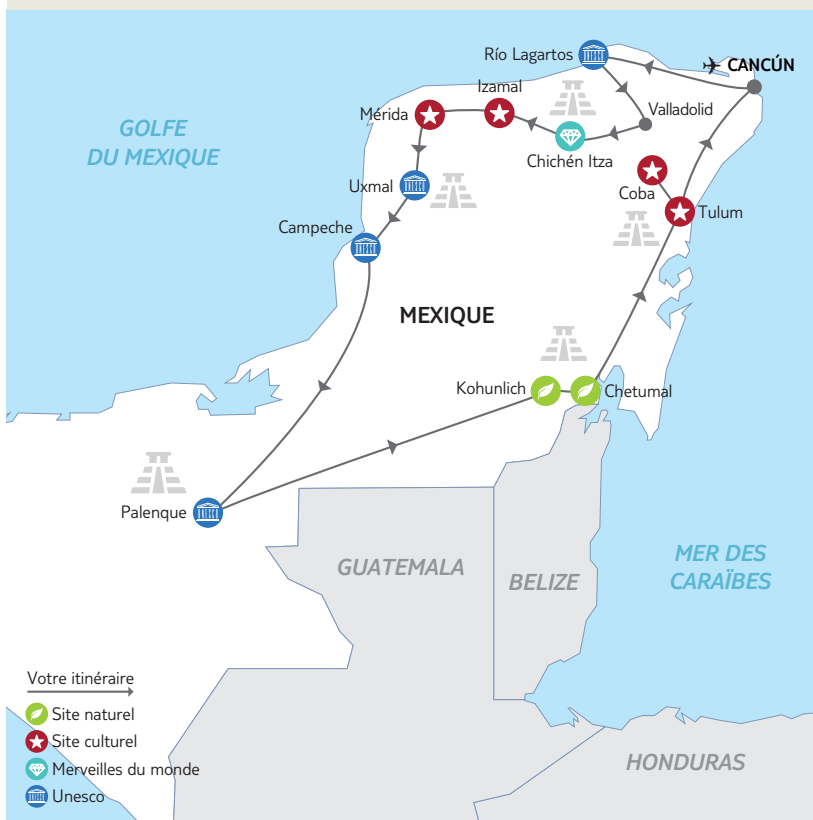 Río Lagartos
CANCÚN
Izamal
Mérida
Valladolid
GOLFE
DU MEXIQUE
Chichén Itza
Uxmal
Coba
Tulum
Campeche
MEXIQUE
Kohunlich
Chetumal
Palenque
GUATEMALA
BELIZE
MER DES
CARAÏBES
Votre itinéraire
Site naturel
Site culturel
Merveilles du monde
Unesco
HONDURAS